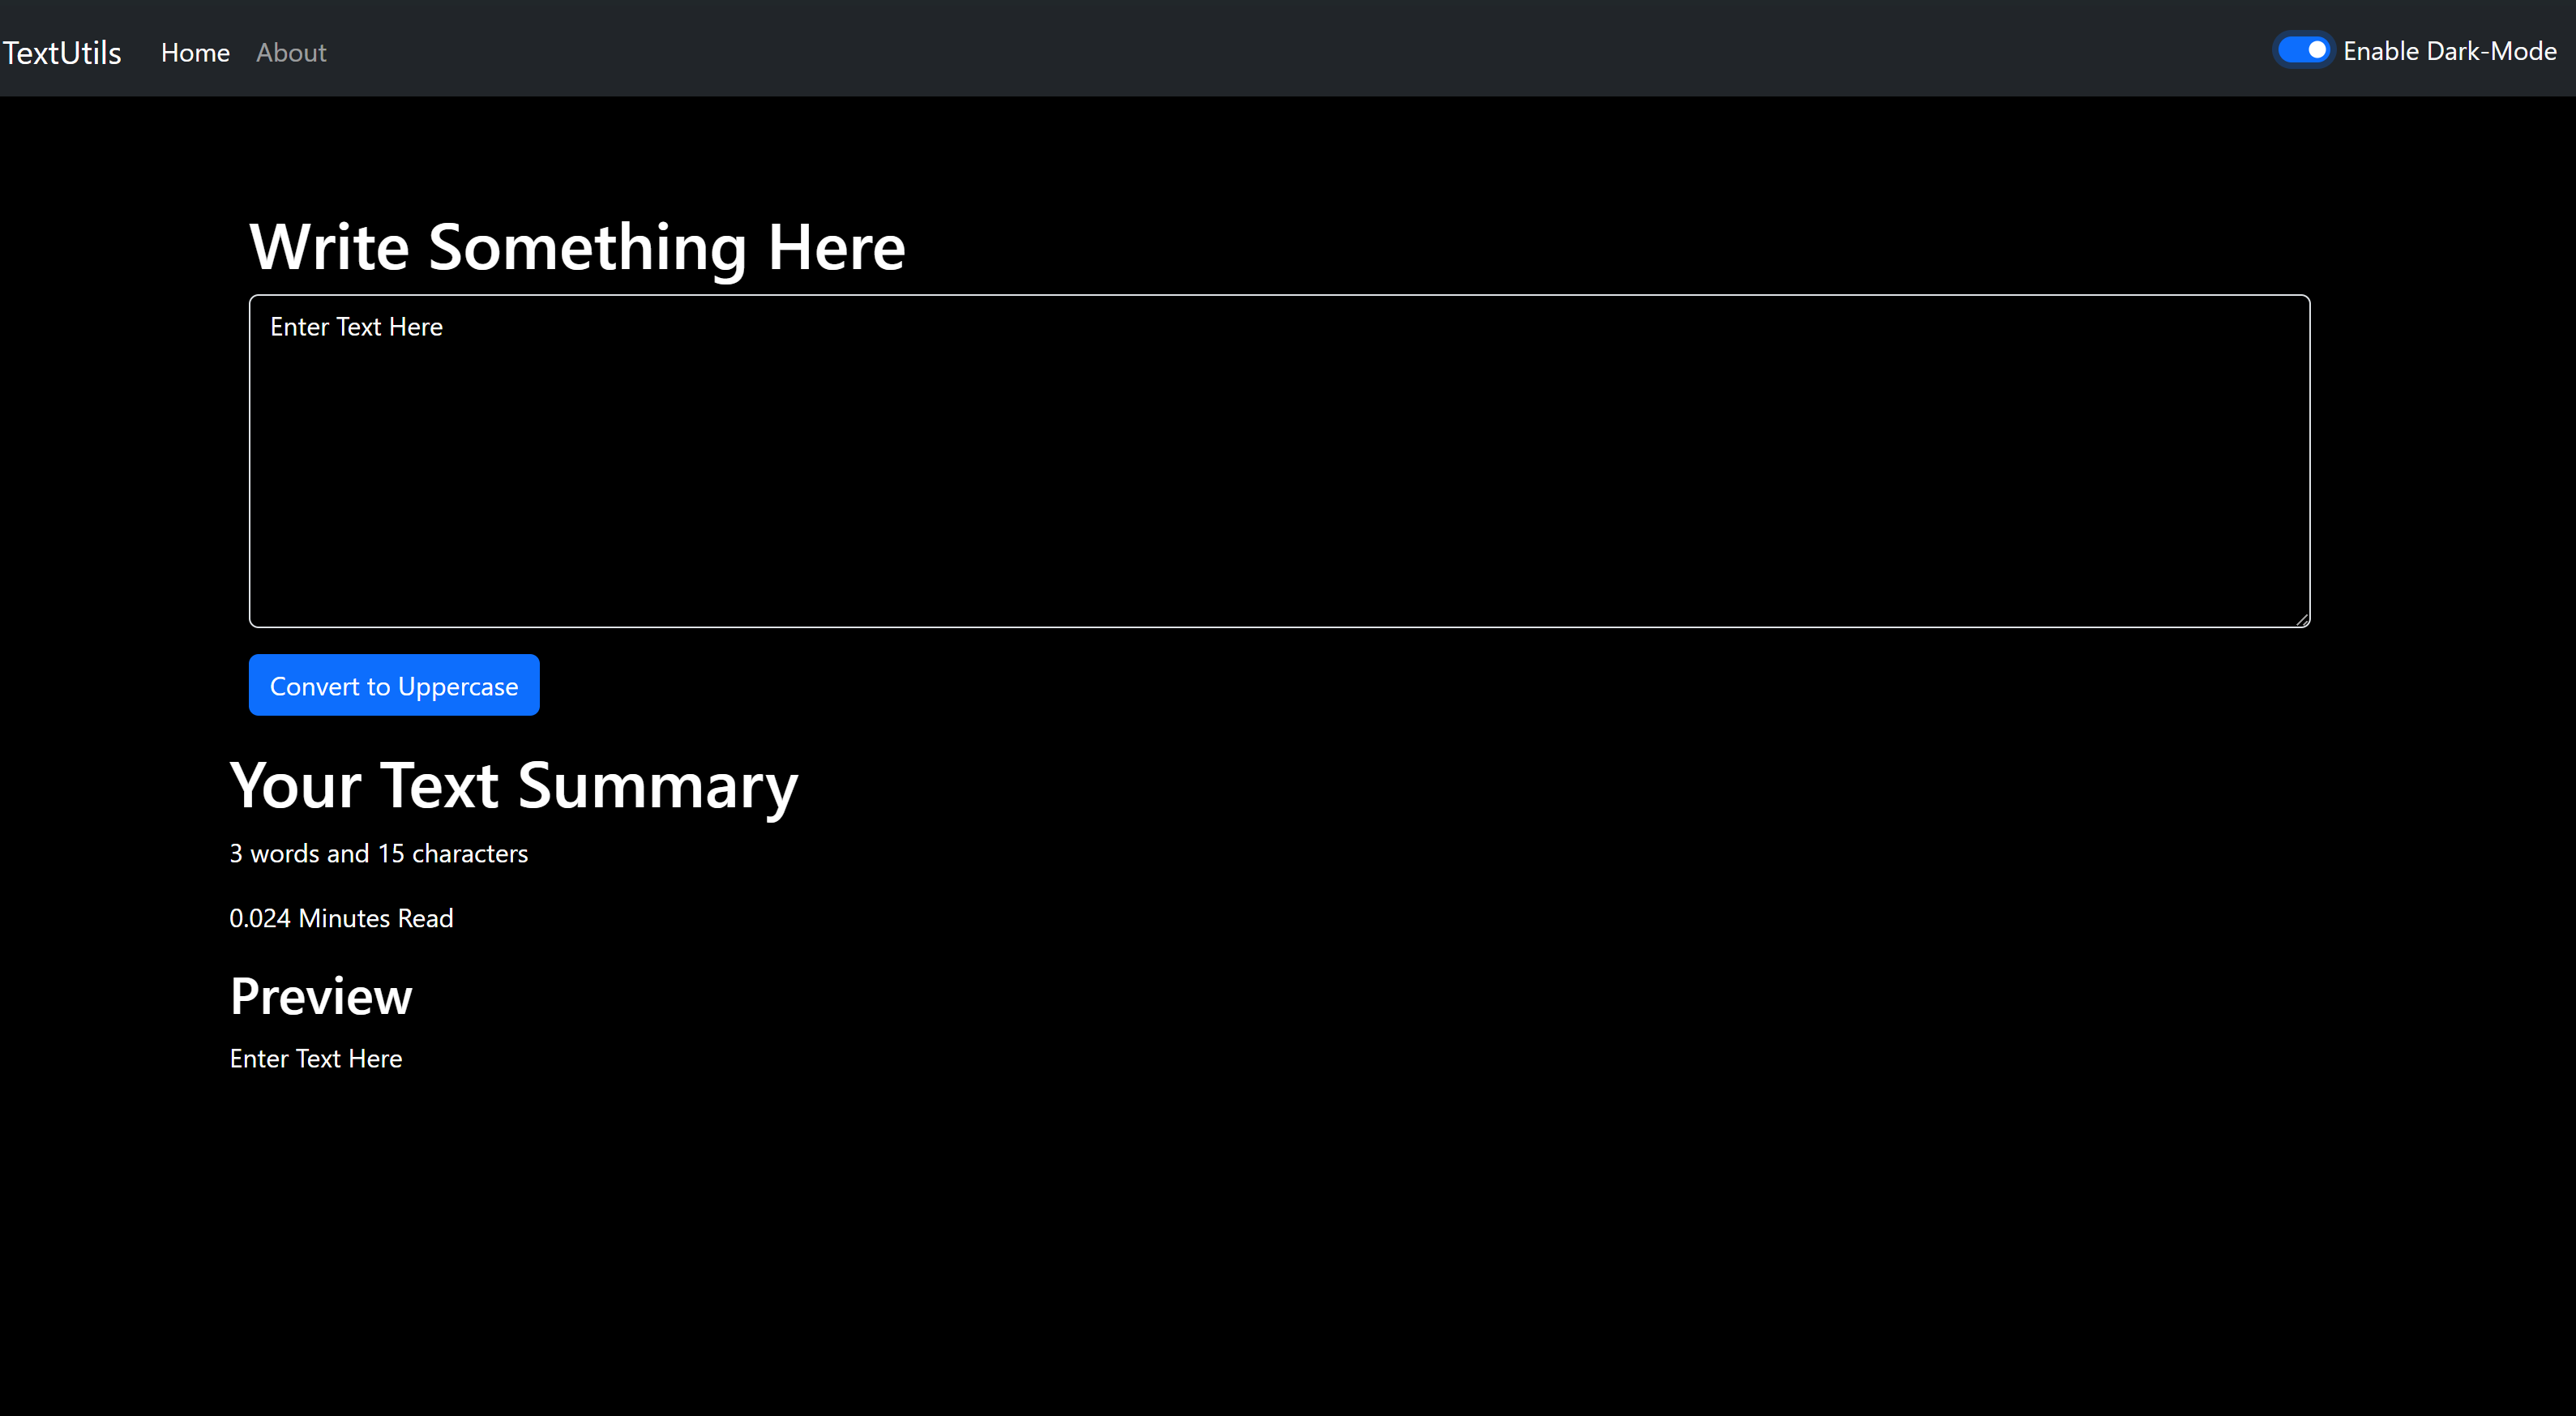 TextUtils Home About Enable Dark-Mode
Write Something Here
Enter Text Here
Convert to Uppercase
Your Text Summary
3 words and 15 characters
0.024 Minutes Read
Preview
Enter Text Here